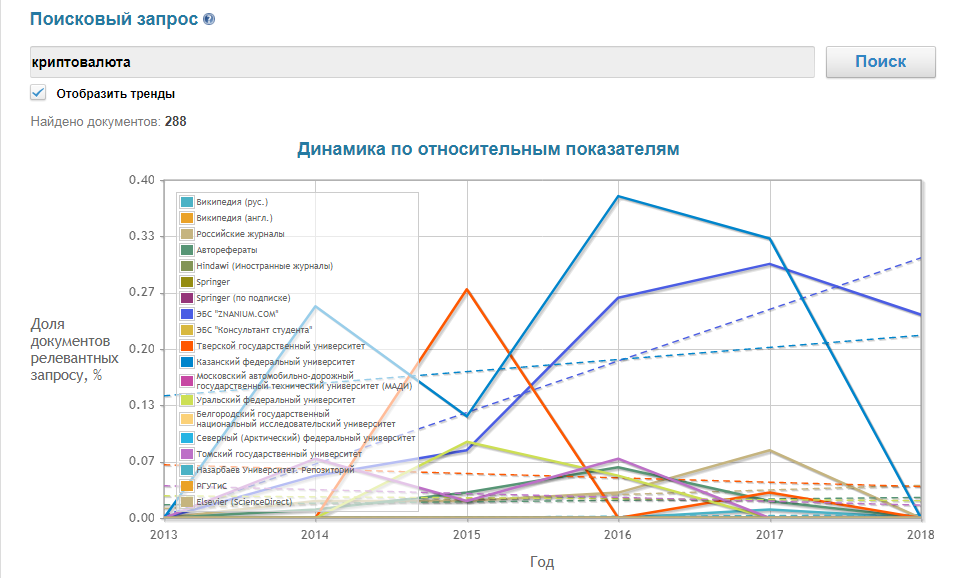 Поисковый запрос ?
криптовалюта
Поиск
Отобразить тренды
Найдено документов: 288
Динамика по относительным показателям
0.40
0.33
0.27
0.20
0.13
0.07
0.00
Доля
документов
релевантных
запросу, %
Википедия (рус.)
Википедия (англ.)
Российские журналы
Авторефераты
Hindawi (Иностранные журналы)
Springer
Springer (по подписке)
ЭБС "ZNANIUM.COM"
ЭБС "Консультант студента"
Тверской государственный университет
Казанский федеральный университет
Московский автомобильно-дорожный
государственный технический университет (МАДИ)
Уральский федеральный университет
Белгородский государственный
национальный исследовательский университет
Северный (Арктический) федеральный университет
Томский государственный университет
Назарбаев Университет. Репозиторий
РГУТИС
Elsevier (ScienceDirect)
2013 2014 2015 2016 2017 2018
Год